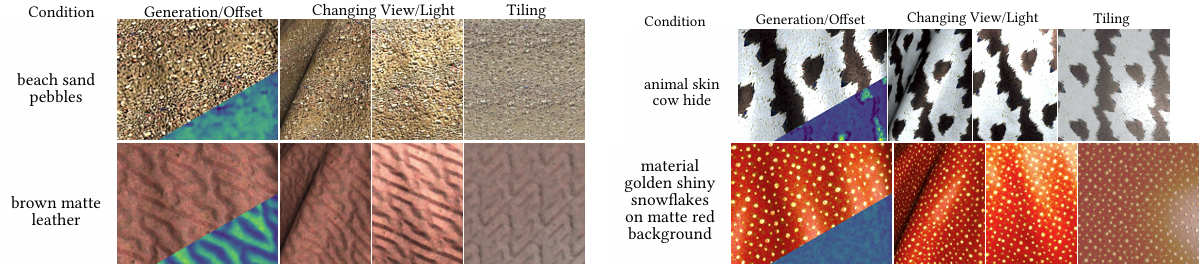 Condition Generation/Offset Changing View/Light Tiling
beach sand
pebbles
brown matte
leather
Condition Generation/Offset Changing View/Light Tiling
animal skin
cow hide
material
golden shiny
snowflakes
on matte red
background